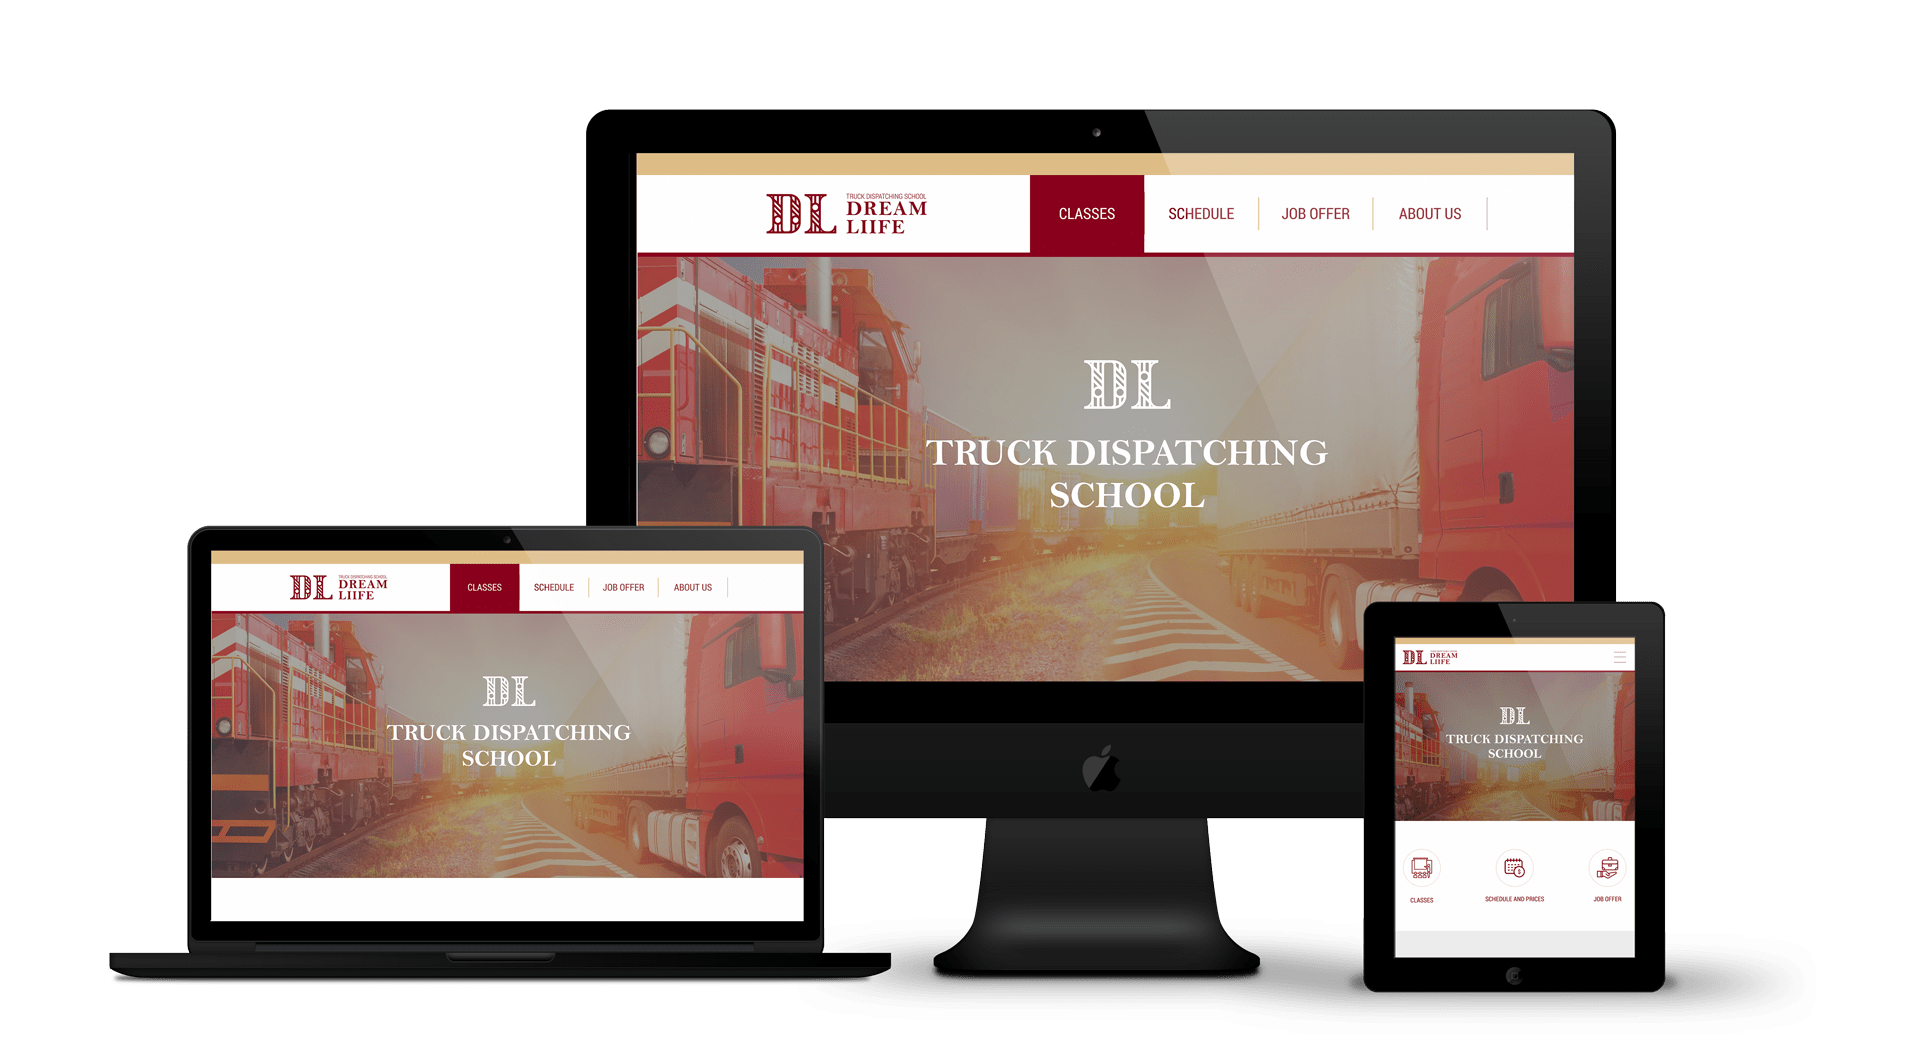 DL
TRUCK DISPATCHING SCHOOL
DREAM
LIIFE
CLASSES
SCHEDULE
JOB OFFER
ABOUT US
DL
TRUCK DISPATCHING
SCHOOL
DL
TRUCK DISPATCHING SCHOOL
DREAM
LIIFE
CLASSES
SCHEDULE
JOB OFFER
ABOUT US
DL
TRUCK DISPATCHING
SCHOOL
DL
DREAM
LIIFE
DL
TRUCK DISPATCHING
SCHOOL
CLASSES
SCHEDULE AND PRICES
JOB OFFER